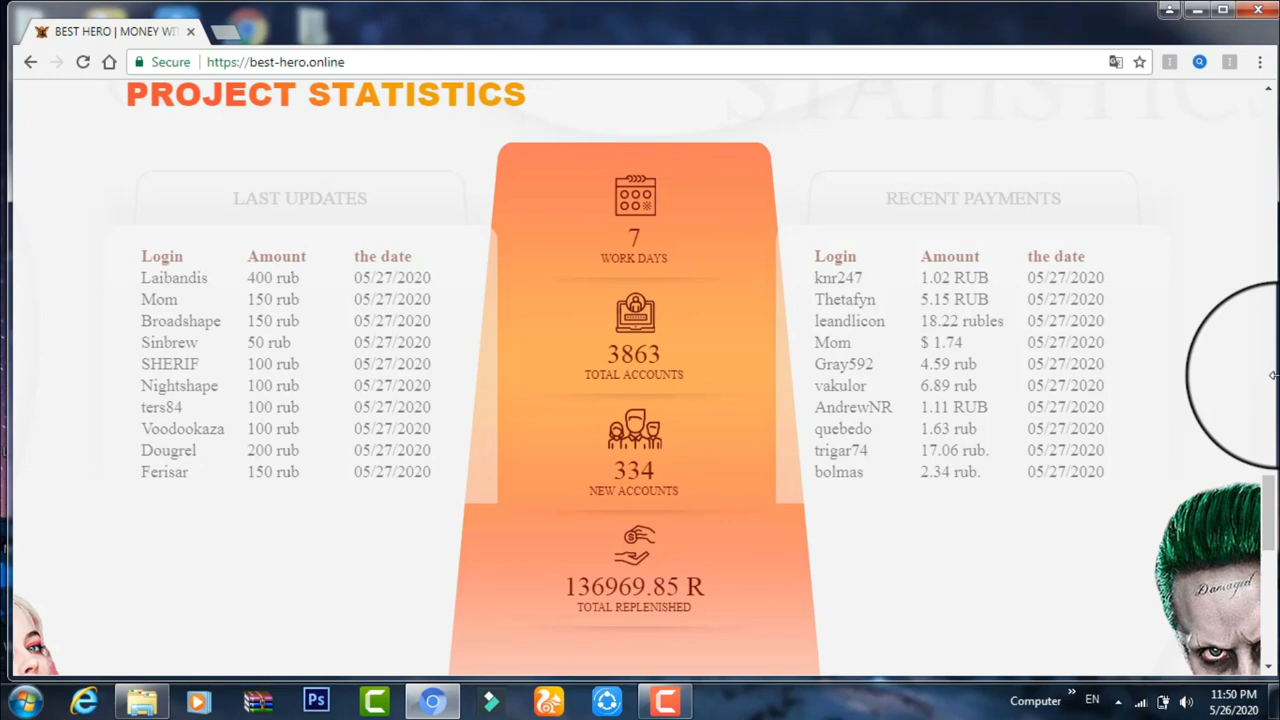 BEST HERO | MONEY WIT
Secure
https://best-hero.online
PROJECT STATISTICS
STATISTICS
LAST UPDATES
Login Amount the date
Laibandis 400 rub 05/27/2020
Mom 150 rub 05/27/2020
Broadshape 150 rub 05/27/2020
Sinbrew 50 rub 05/27/2020
SHERIF 100 rub 05/27/2020
Nightshape 100 rub 05/27/2020
ters84 100 rub 05/27/2020
Voodookaza 100 rub 05/27/2020
Dougrel 200 rub 05/27/2020
Ferisar 150 rub 05/27/2020
7
WORK DAYS
3863
TOTAL ACCOUNTS
334
NEW ACCOUNTS
136969.85 R
TOTAL REPLENISHED
RECENT PAYMENTS
Login Amount the date
knr247 1.02 RUB 05/27/2020
Thetafyn 5.15 RUB 05/27/2020
leandlicon 18.22 rubles 05/27/2020
Mom $ 1.74 05/27/2020
Gray592 4.59 rub 05/27/2020
vakulor 6.89 rub 05/27/2020
AndrewNR 1.11 RUB 05/27/2020
quebedo 1.63 rub 05/27/2020
trigar74 17.06 rub. 05/27/2020
bolmas 2.34 rub. 05/27/2020
Damaged
Ps
Computer
EN
11:50 PM
5/26/2020